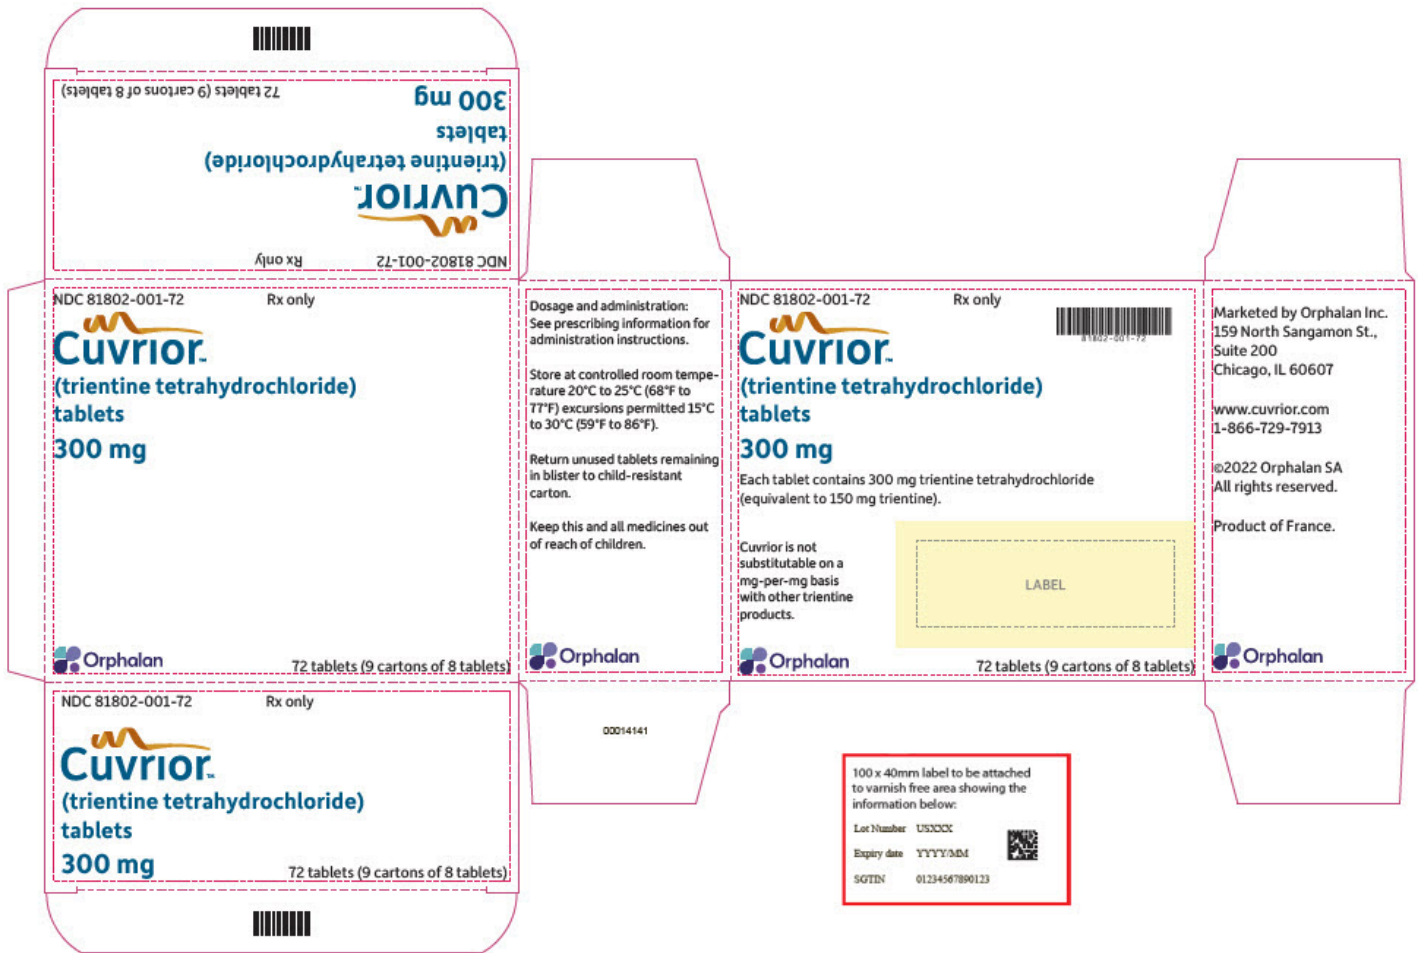 72 tablets (9 cartons of 8 tablets)
300 mg
tablets
(trientine tetrahydrochloride)
Cuvrior™
NDC 81802-001-72 Rx only
NDC 81802-001-72 Rx only
Cuvrior™
(trientine tetrahydrochloride)
tablets
300 mg
Orphalan
72 tablets (9 cartons of 8 tablets)
Dosage and administration:
See prescribing information for
administration instructions.
Store at controlled room tempe-
rature 20°C to 25°C (68°F to
77°F) excursions permitted 15°C
to 30°C (59°F to 86°F).
Return unused tablets remaining
in blister to child-resistant
carton.
Keep this and all medicines out
of reach of children.
Orphalan
NDC 81802-001-72 Rx only
81802-001-72
Cuvrior™
(trientine tetrahydrochloride)
tablets
300 mg
Each tablet contains 300 mg trientine tetrahydrochloride
(equivalent to 150 mg trientine).
Cuvrior is not
substitutable on a
mg-per-mg basis
with other trientine
products.
LABEL
Orphalan
72 tablets (9 cartons of 8 tablets)
Marketed by Orphalan Inc.
159 North Sangamon St.,
Suite 200
Chicago, IL 60607
www.cuvrior.com
1-866-729-7913
©2022 Orphalan SA
All rights reserved.
Product of France.
Orphalan
NDC 81802-001-72 Rx only
Cuvrior™
(trientine tetrahydrochloride)
tablets
300 mg
72 tablets (9 cartons of 8 tablets)
00014141
100 x 40mm label to be attached
to varnish free area showing the
information below:
Lot Number USXXX
Expiry date YYYY/MM
SGTIN 01234567890123